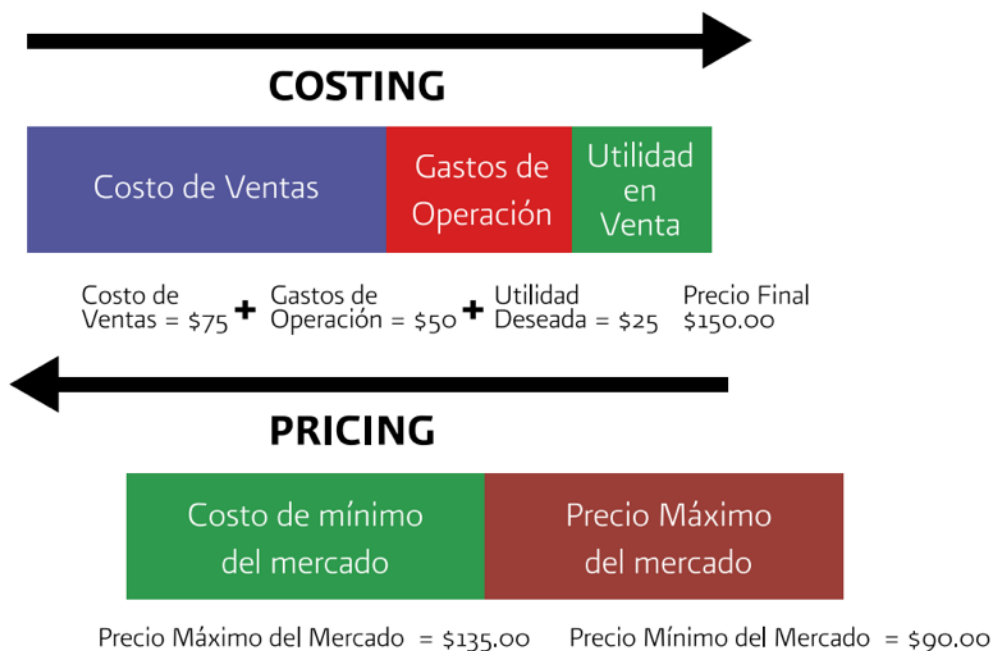 COSTING
Costo de Ventas
Gastos de
Operación
Utilidad
en
Venta
Costo de
Ventas = $75
+
Gastos de
Operación = $50
+
Utilidad
Deseada = $25
Precio Final
$150.00
PRICING
Costo de mínimo
del mercado
Precio Máximo
del mercado
Precio Máximo del Mercado = $135.00
Precio Mínimo del Mercado = $90.00